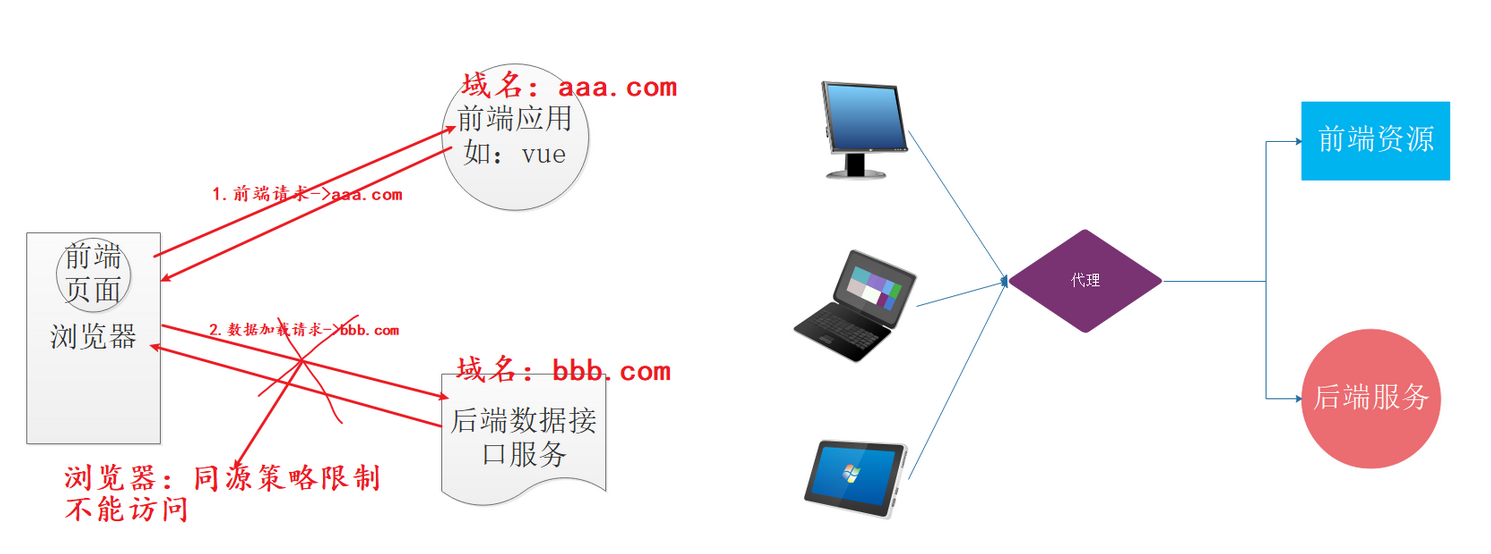 域名：aaa.com
前端应用
如：vue
1.前端请求->aaa.com
前端
页面
浏览器
2.数据加载请求->bbb.com
域名：bbb.com
后端数据接
口服务
浏览器：同源策略限制
不能访问
代理
前端资源
后端服务